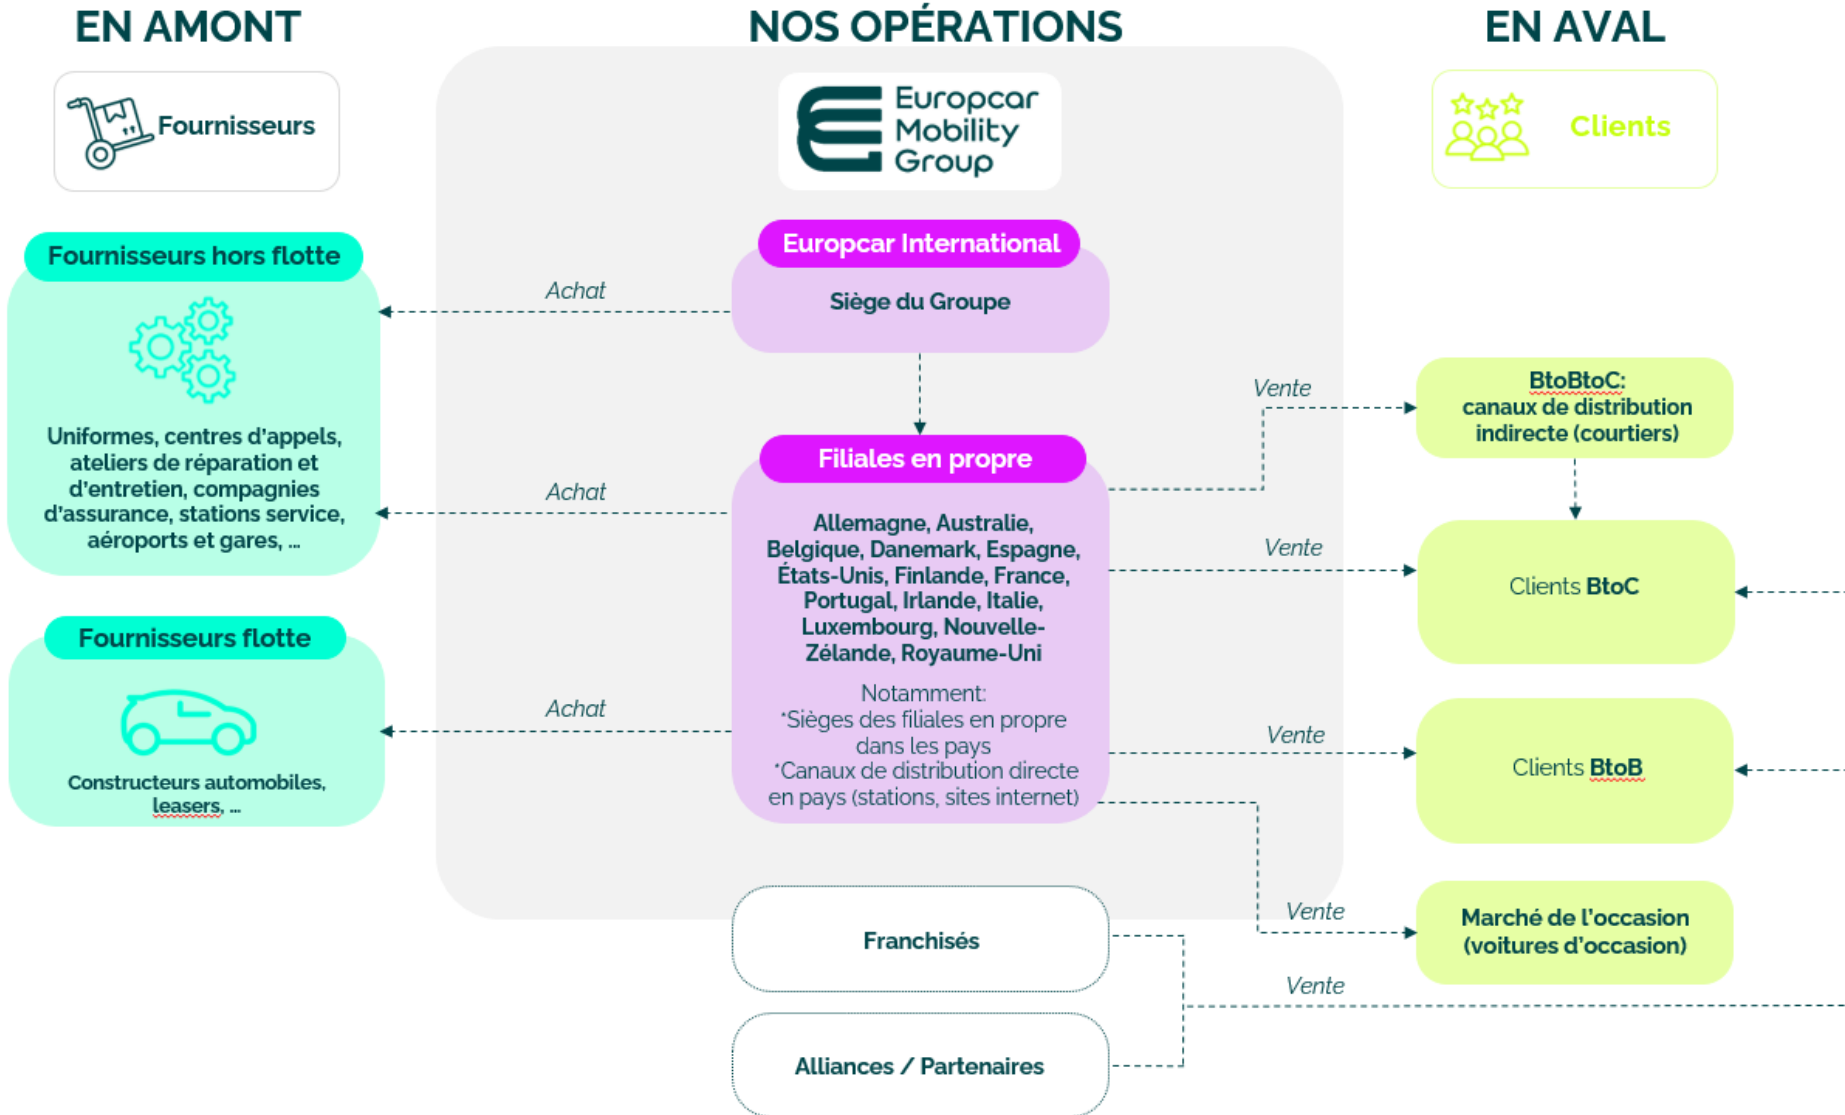 EN AMONT
NOS OPÉRATIONS
EN AVAL
Fournisseurs
Europcar
Mobility
Group
Clients
Fournisseurs hors flotte
Uniformes, centres d'appels,
ateliers de réparation et
d'entretien, compagnies
d'assurance, stations service,
aéroports et gares, ...
Fournisseurs flotte
Constructeurs automobiles,
leasers, ...
Achat
Achat
Achat
Europcar International
Siège du Groupe
Filiales en propre
Allemagne, Australie,
Belgique, Danemark, Espagne,
États-Unis, Finlande, France,
Portugal, Irlande, Italie,
Luxembourg, Nouvelle-
Zélande, Royaume-Uni
Notamment:
*Sièges des filiales en propre
dans les pays
*Canaux de distribution directe
en pays (stations, sites internet)
Franchisés
Alliances / Partenaires
Vente
Vente
Vente
Vente
Vente
BtoBtoC:
canaux de distribution
indirecte (courtiers)
Clients BtoC
Clients BtoB
Marché de l'occasion
(voitures d'occasion)